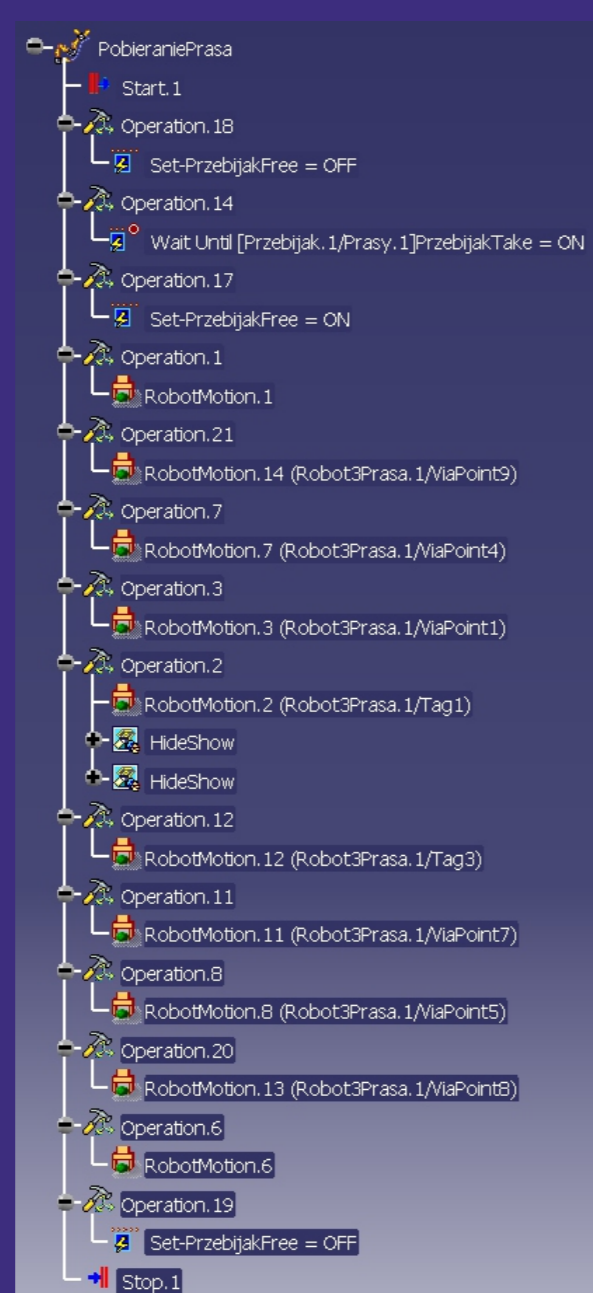 PobieraniePrasa
Start.1
Operation.18
Set-PrzebijakFree = OFF
Operation.14
Wait Until [Przebijak.1/Prasy.1]PrzebijakTake = ON
Operation.17
Set-PrzebijakFree = ON
Operation.1
RobotMotion.1
Operation.21
RobotMotion.14 (Robot3Prasa.1/ViaPoint9)
Operation.7
RobotMotion.7 (Robot3Prasa.1/ViaPoint4)
Operation.3
RobotMotion.3 (Robot3Prasa.1/ViaPoint1)
Operation.2
RobotMotion.2 (Robot3Prasa.1/Tag1)
HideShow
HideShow
Operation.12
RobotMotion.12 (Robot3Prasa.1/Tag3)
Operation.11
RobotMotion.11 (Robot3Prasa.1/ViaPoint7)
Operation.8
RobotMotion.8 (Robot3Prasa.1/ViaPoint5)
Operation.20
RobotMotion.13 (Robot3Prasa.1/ViaPoint8)
Operation.6
RobotMotion.6
Operation.19
Set-PrzebijakFree = OFF
Stop.1